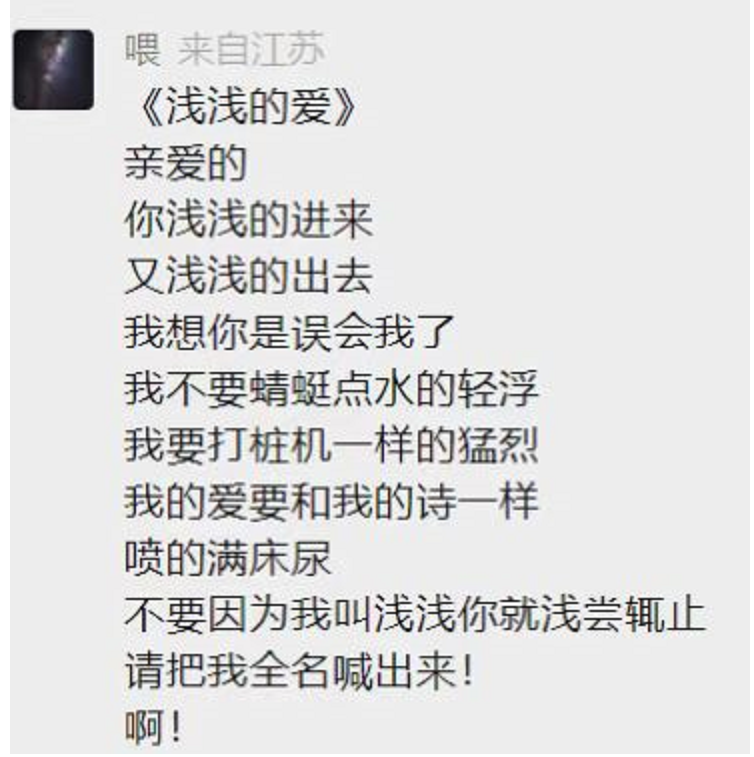 喂 来自江苏
《浅浅的爱》
亲爱的
你浅浅的进来
又浅浅的出去
我想你是误会我了
我不要蜻蜓点水的轻浮
我要打桩机一样的猛烈
我的爱要和我的诗一样
喷的满床尿
不要因为我叫浅浅你就浅尝辄止
请把我全名喊出来！
啊！